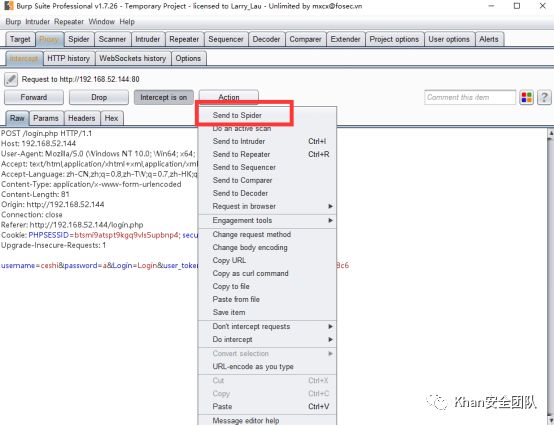 Burp Suite Professional v1.7.26 - Temporary Project - licensed to Larry_Lau - Unlimited by mxcx@fosec.vn
Burp Intruder Repeater Window Help
Target Proxy Spider Scanner Intruder Repeater Sequencer Decoder Comparer Extender Project options User options Alerts
Intercept HTTP history WebSockets history Options
Request to http://192.168.52.144:80
Forward Drop Intercept is on Action Comment this item
Raw Params Headers Hex
POST /login.php HTTP/1.1
Host: 192.168.52.144
User-Agent: Mozilla/5.0 (Windows NT 10.0; Win64; x64;
Accept: text/html,application/xhtml+xml,application/xml
Accept-Language: zh-CN,zh;q=0.8,zh-TW;q=0.7,zh-HK;q
Content-Type: application/x-www-form-urlencoded
Content-Length: 81
Origin: http://192.168.52.144
Connection: close
Referer: http://192.168.52.144/login.php
Cookie: PHPSESSID=btsmi9atspt9kgq9vls5upbnp4; secu
Upgrade-Insecure-Requests: 1
username=ceshi&password=a&Login=Login&user_token
8c6
Send to Spider
Do an active scan
Send to Intruder Ctrl+I
Send to Repeater Ctrl+R
Send to Sequencer
Send to Comparer
Send to Decoder
Request in browser
Engagement tools
Change request method
Change body encoding
Copy URL
Copy as curl command
Copy to file
Paste from file
Save item
Don't intercept requests
Do intercept
Convert selection
URL-encode as you type
Cut Ctrl+X
Copy Ctrl+C
Paste Ctrl+V
Message editor help
Khan安全团队